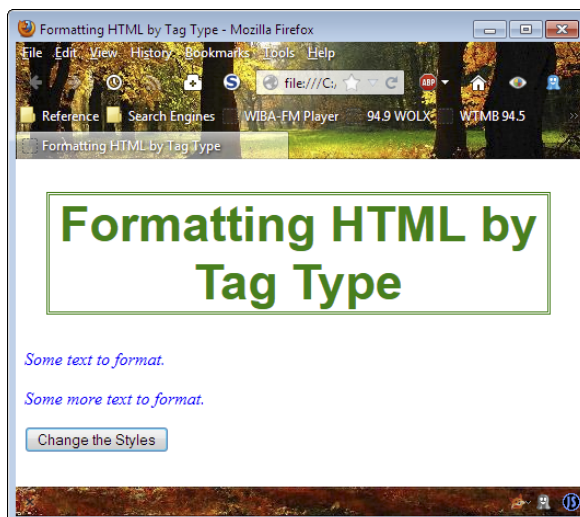 Formatting HTML by Tag Type - Mozilla Firefox
File Edit View History Bookmarks Tools Help
S file:///C:/ ABP
Reference Search Engines WIBA-FM Player 94.9 WOLX WTMB 94.5 »
Formatting HTML by Tag Type
Formatting HTML by
Tag Type
Some text to format.
Some more text to format.
Change the Styles
JS